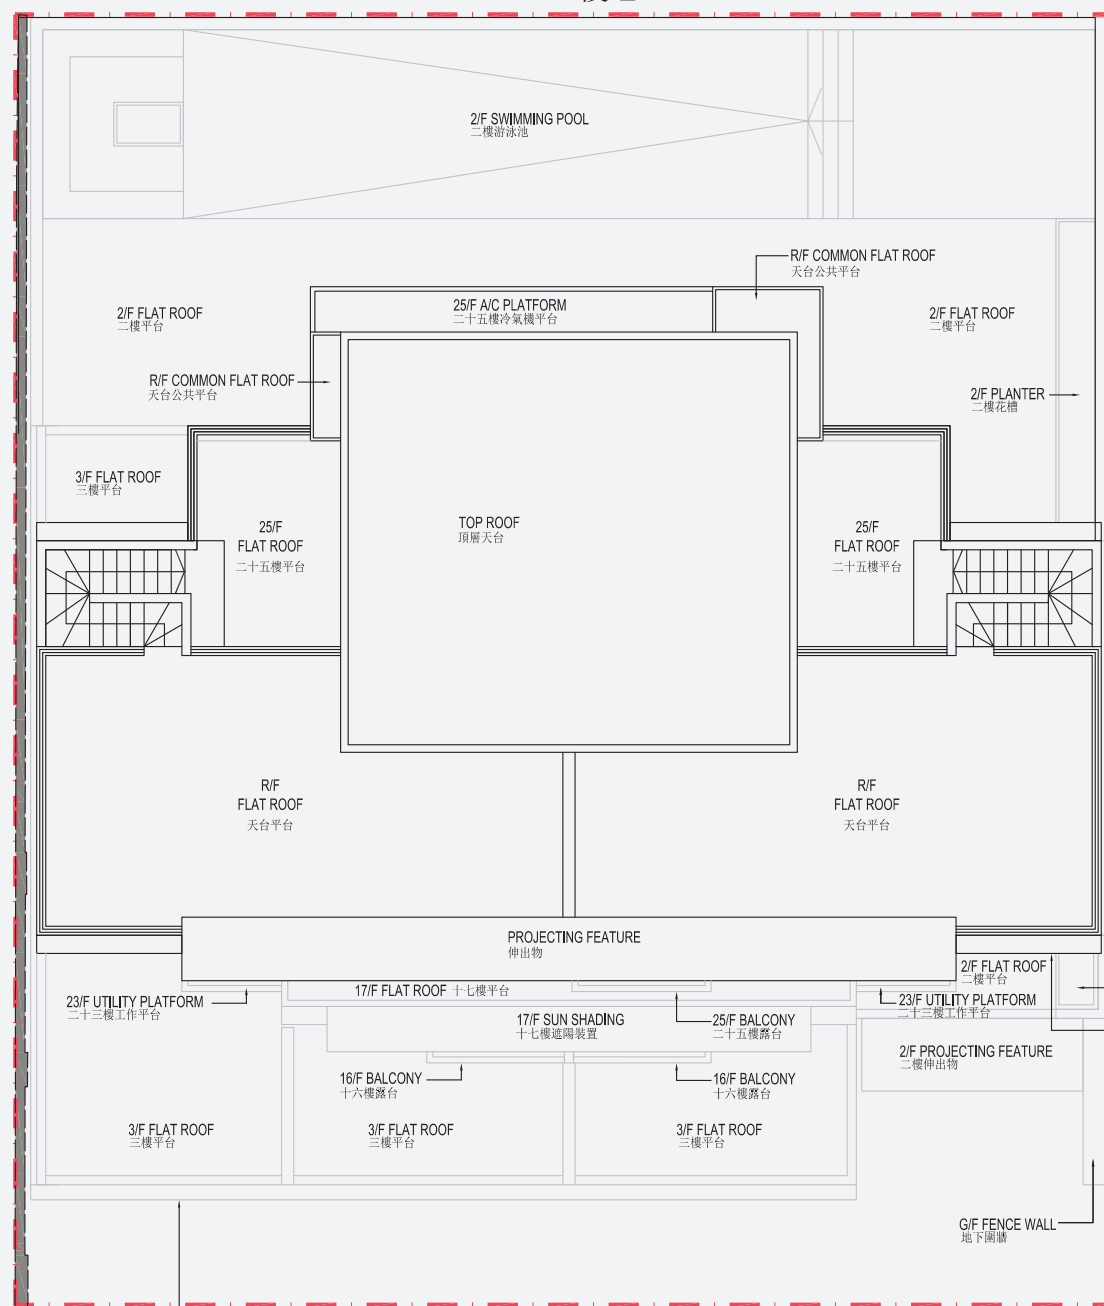 2/F SWIMMING POOL
二樓游泳池
R/F COMMON FLAT ROOF
天台公共平台
25/F A/C PLATFORM
二十五樓冷氣機平台
2/F FLAT ROOF
二樓平台
2/F FLAT ROOF
二樓平台
R/F COMMON FLAT ROOF
天台公共平台
2/F PLANTER
二樓花槽
3/F FLAT ROOF
三樓平台
25/F
FLAT ROOF
二十五樓平台
TOP ROOF
頂層天台
25/F
FLAT ROOF
二十五樓平台
R/F
FLAT ROOF
天台平台
R/F
FLAT ROOF
天台平台
PROJECTING FEATURE
伸出物
2/F FLAT ROOF
二樓平台
17/F FLAT ROOF 十七樓平台
23/F UTILITY PLATFORM
二十三樓工作平台
23/F UTILITY PLATFORM
二十三樓工作平台
17/F SUN SHADING
十七樓遮陽裝置
25/F BALCONY
二十五樓露台
2/F PROJECTING FEATURE
二樓伸出物
16/F BALCONY
十六樓露台
16/F BALCONY
十六樓露台
3/F FLAT ROOF
三樓平台
3/F FLAT ROOF
三樓平台
3/F FLAT ROOF
三樓平台
G/F FENCE WALL
地下圍牆